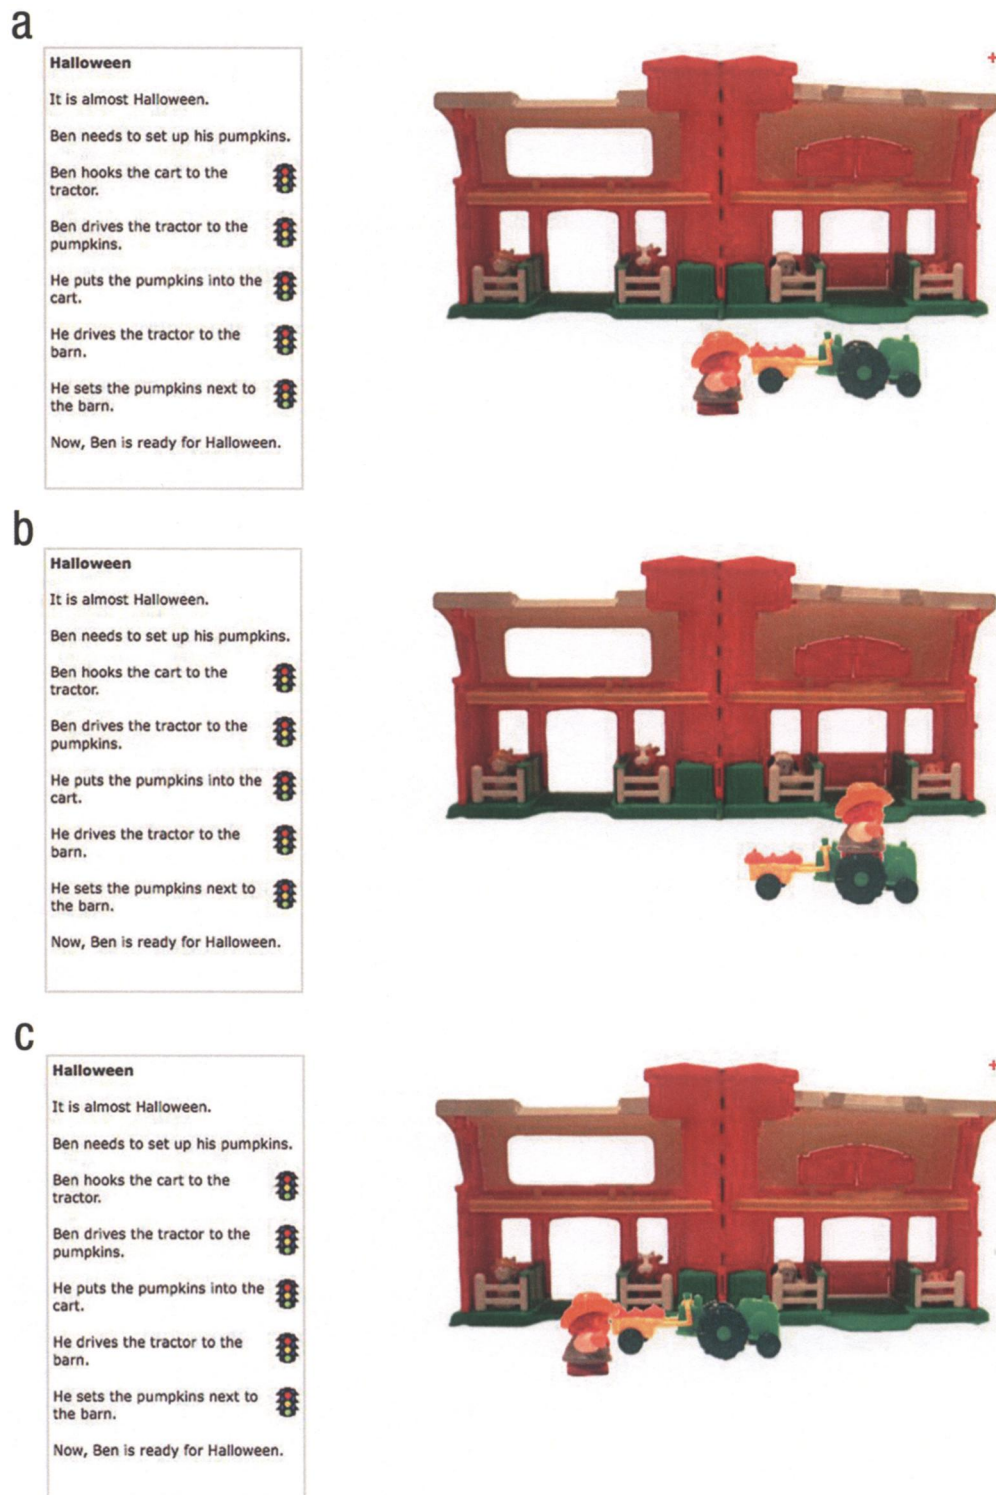 a
Halloween
It is almost Halloween.
Ben needs to set up his pumpkins.
Ben hooks the cart to the
tractor.
Ben drives the tractor to the
pumpkins.
He puts the pumpkins into the
cart.
He drives the tractor to the
barn.
He sets the pumpkins next to
the barn.
Now, Ben is ready for Halloween.
b
Halloween
It is almost Halloween.
Ben needs to set up his pumpkins.
Ben hooks the cart to the
tractor.
Ben drives the tractor to the
pumpkins.
He puts the pumpkins into the
cart.
He drives the tractor to the
barn.
He sets the pumpkins next to
the barn.
Now, Ben is ready for Halloween.
c
Halloween
It is almost Halloween.
Ben needs to set up his pumpkins.
Ben hooks the cart to the
tractor.
Ben drives the tractor to the
pumpkins.
He puts the pumpkins into the
cart.
He drives the tractor to the
barn.
He sets the pumpkins next to
the barn.
Now, Ben is ready for Halloween.